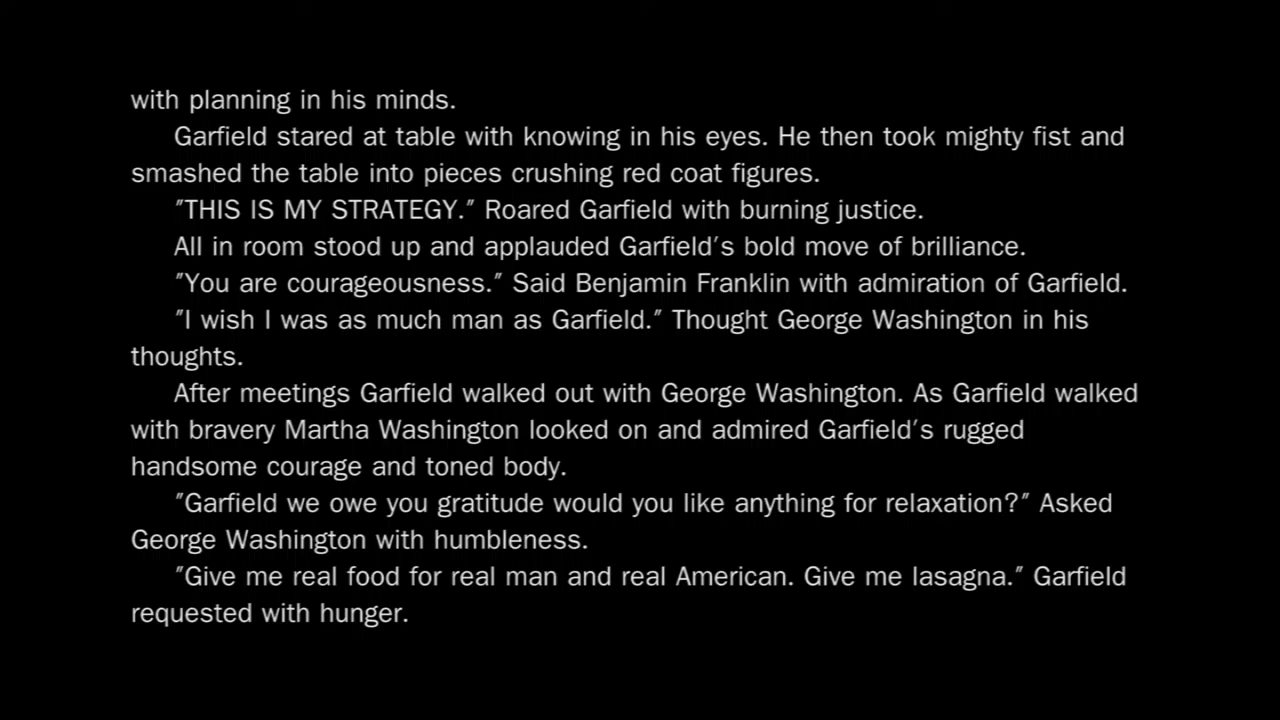 with planning in his minds.
Garfield stared at table with knowing in his eyes. He then took mighty fist and
smashed the table into pieces crushing red coat figures.
"THIS IS MY STRATEGY." Roared Garfield with burning justice.
All in room stood up and applauded Garfield's bold move of brilliance.
"You are courageousness." Said Benjamin Franklin with admiration of Garfield.
"I wish I was as much man as Garfield." Thought George Washington in his
thoughts.
After meetings Garfield walked out with George Washington. As Garfield walked
with bravery Martha Washington looked on and admired Garfield's rugged
handsome courage and toned body.
"Garfield we owe you gratitude would you like anything for relaxation?" Asked
George Washington with humbleness.
"Give me real food for real man and real American. Give me lasagna." Garfield
requested with hunger.